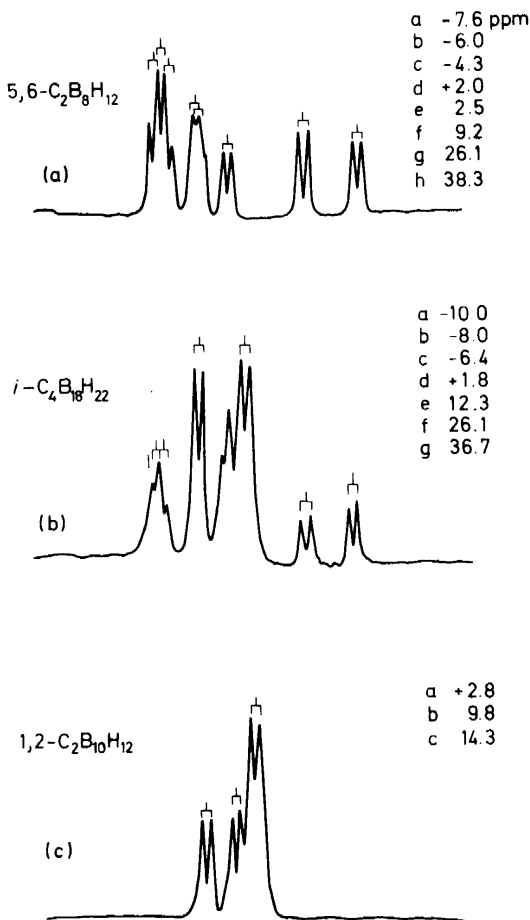 5,6-C₂B₈H₁₂
(a)
a -7.6 ppm
b -6.0
c -4.3
d +2.0
e 2.5
f 9.2
g 26.1
h 38.3
i-C₄B₁₈H₂₂
(b)
a -10.0
b -8.0
c -6.4
d +1.8
e 12.3
f 26.1
g 36.7
1,2-C₂B₁₀H₁₂
(c)
a +2.8
b 9.8
c 14.3